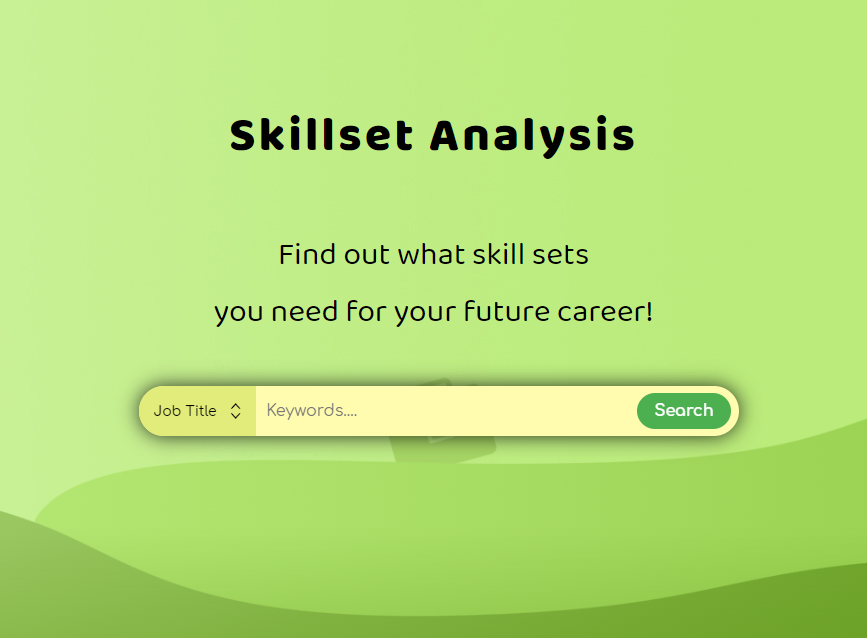 Skillset Analysis
Find out what skill sets
you need for your future career!
Job Title Keywords.... Search